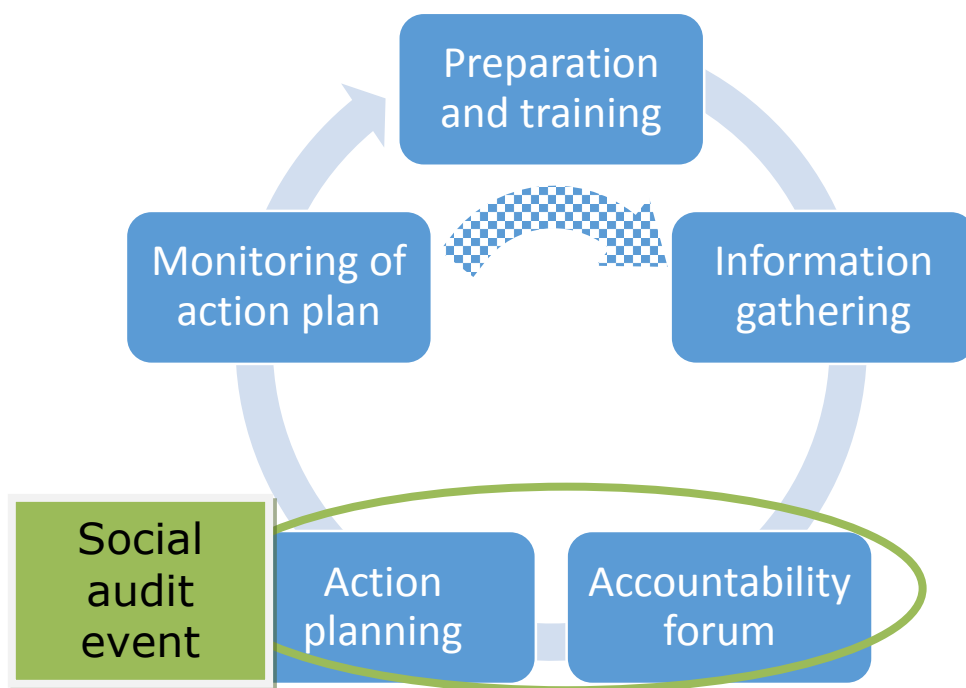 Preparation
and training
Monitoring of
action plan
Information
gathering
Social
audit
event
Action
planning
Accountability
forum